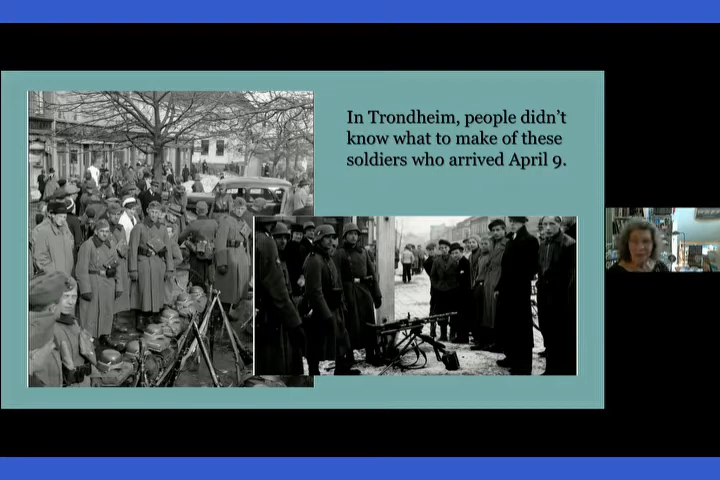 In Trondheim, people didn’t
know what to make of these
soldiers who arrived April 9.